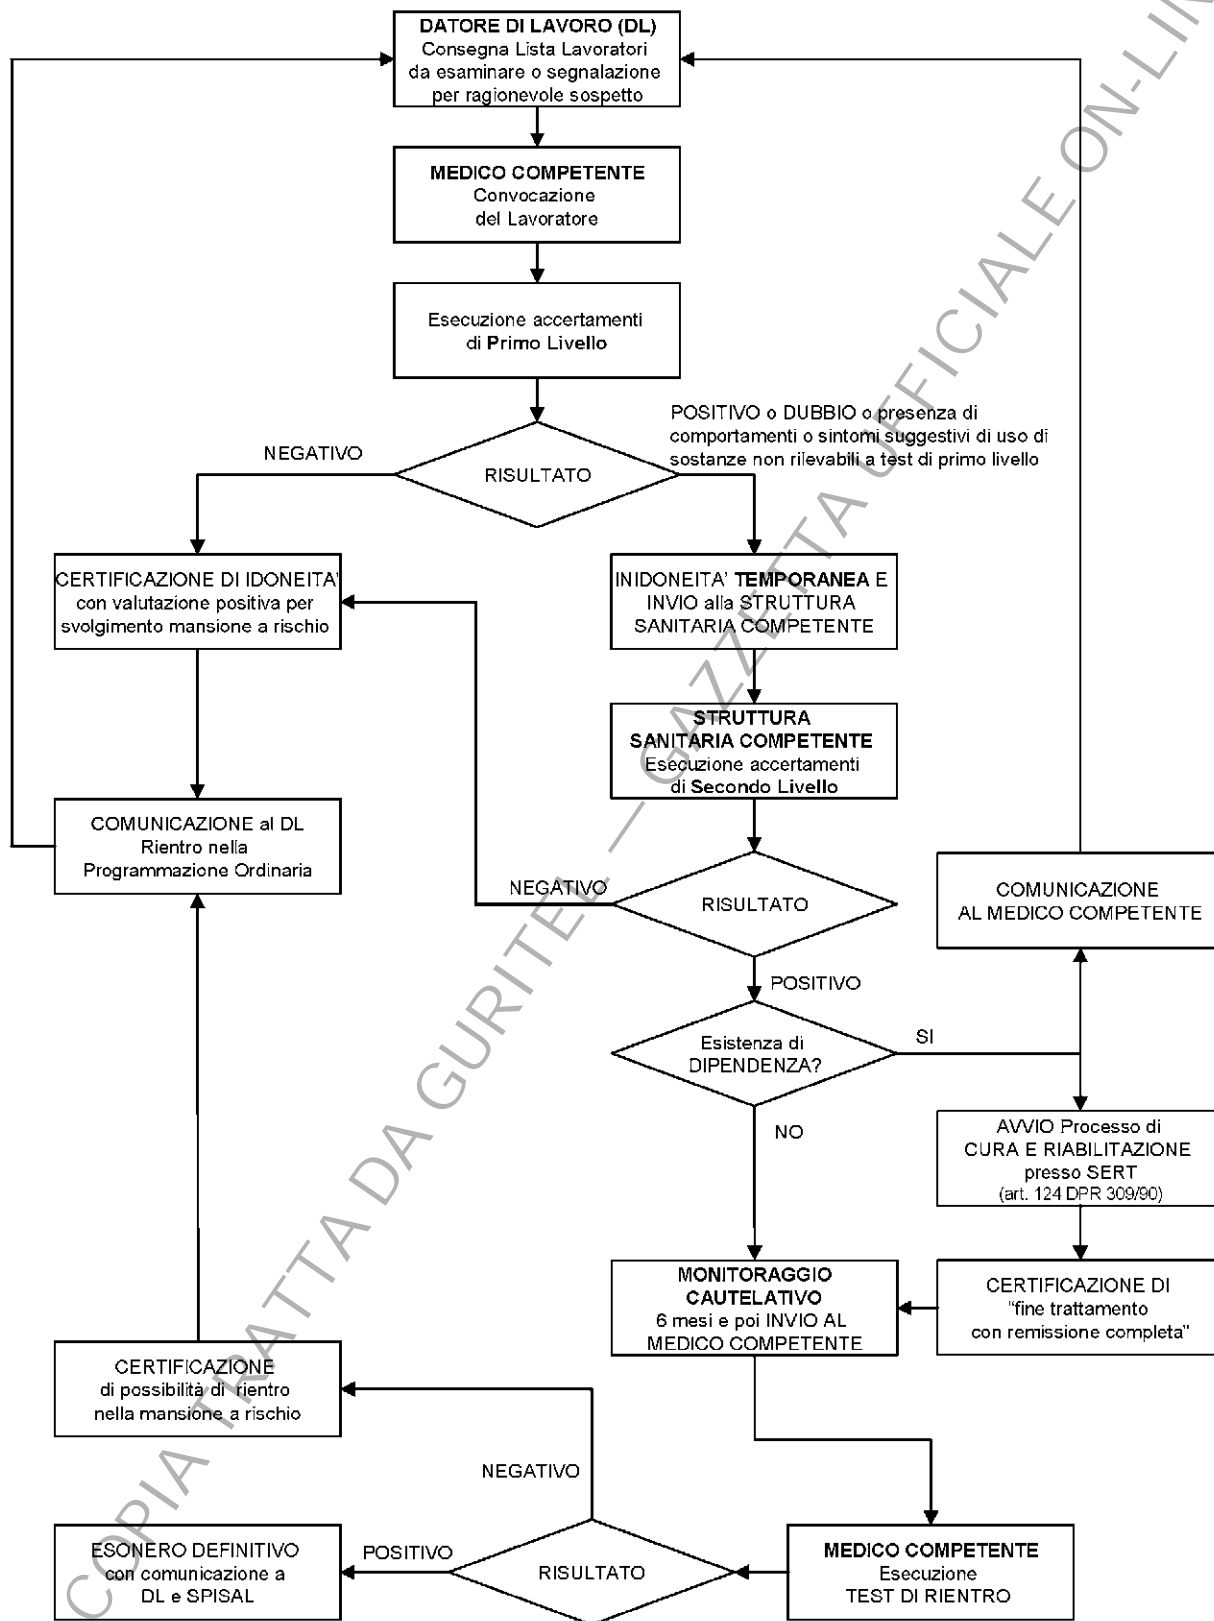 DATORE DI LAVORO (DL)
Consegna Lista Lavoratori
da esaminare o segnalazione
per ragionevole sospetto
MEDICO COMPETENTE
Convocazione
del Lavoratore
Esecuzione accertamenti
di Primo Livello
POSITIVO o DUBBIO o presenza di
comportamenti o sintomi suggestivi di uso di
sostanze non rilevabili a test di primo livello
NEGATIVO
RISULTATO
CERTIFICAZIONE DI IDONEITA'
con valutazione positiva per
svolgimento mansione a rischio
INIDONEITA' TEMPORANEA E
INVIO alla STRUTTURA
SANITARIA COMPETENTE
STRUTTURA
SANITARIA COMPETENTE
Esecuzione accertamenti
di Secondo Livello
COMUNICAZIONE al DL
Rientro nella
Programmazione Ordinaria
NEGATIVO
RISULTATO
COMUNICAZIONE
AL MEDICO COMPETENTE
POSITIVO
Esistenza di
DIPENDENZA?
SI
NO
AVVIO Processo di
CURA E RIABILITAZIONE
presso SERT
(art. 124 DPR 309/90)
MONITORAGGIO
CAUTELATIVO
6 mesi e poi INVIO AL
MEDICO COMPETENTE
CERTIFICAZIONE DI
"fine trattamento
con remissione completa"
CERTIFICAZIONE
di possibilità di rientro
nella mansione a rischio
NEGATIVO
ESONERO DEFINITIVO
con comunicazione a
DL e SPISAL
POSITIVO
RISULTATO
MEDICO COMPETENTE
Esecuzione
TEST DI RIENTRO
COPIA TRATTA DA GURITEL — GAZZETTA UFFICIALE ON-LIN